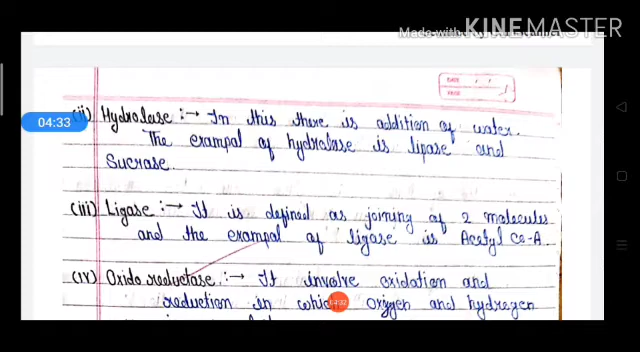 Made with
KINEMASTER
DATE
PAGE
04:33
(ii) Hydrolase :→ In this there is addition of water.
The exampal of hydrolase is lipase and
Sucrase.
(iii) Ligase :→ It is defined as joining of 2 molecules
and the exampal of ligase is Acetyl Co-A.
(iv) Oxido reductase :→ It involve oxidation and
reduction in which oxygen and hydrogen
04:32